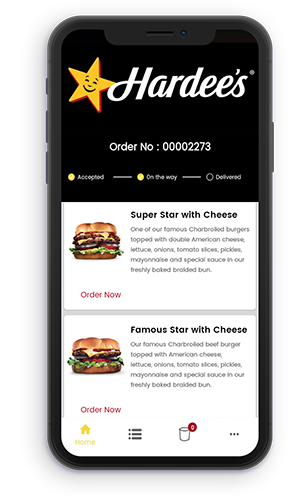 Hardee's®
Order No : 00002273
Accepted On the way Delivered
Super Star with Cheese
One of our famous Charbroiled burgers
topped with double American cheese,
lettuce, onions, tomato slices, pickles,
mayonnaise and special sauce in our
freshly baked braided bun.
Order Now
Famous Star with Cheese
Our famous Charbroiled beef burger
topped with American cheese,
lettuce, onions, tomato slices, pickles,
mayonnaise and special sauce in our
freshly baked braided bun.
Order Now
0
Home